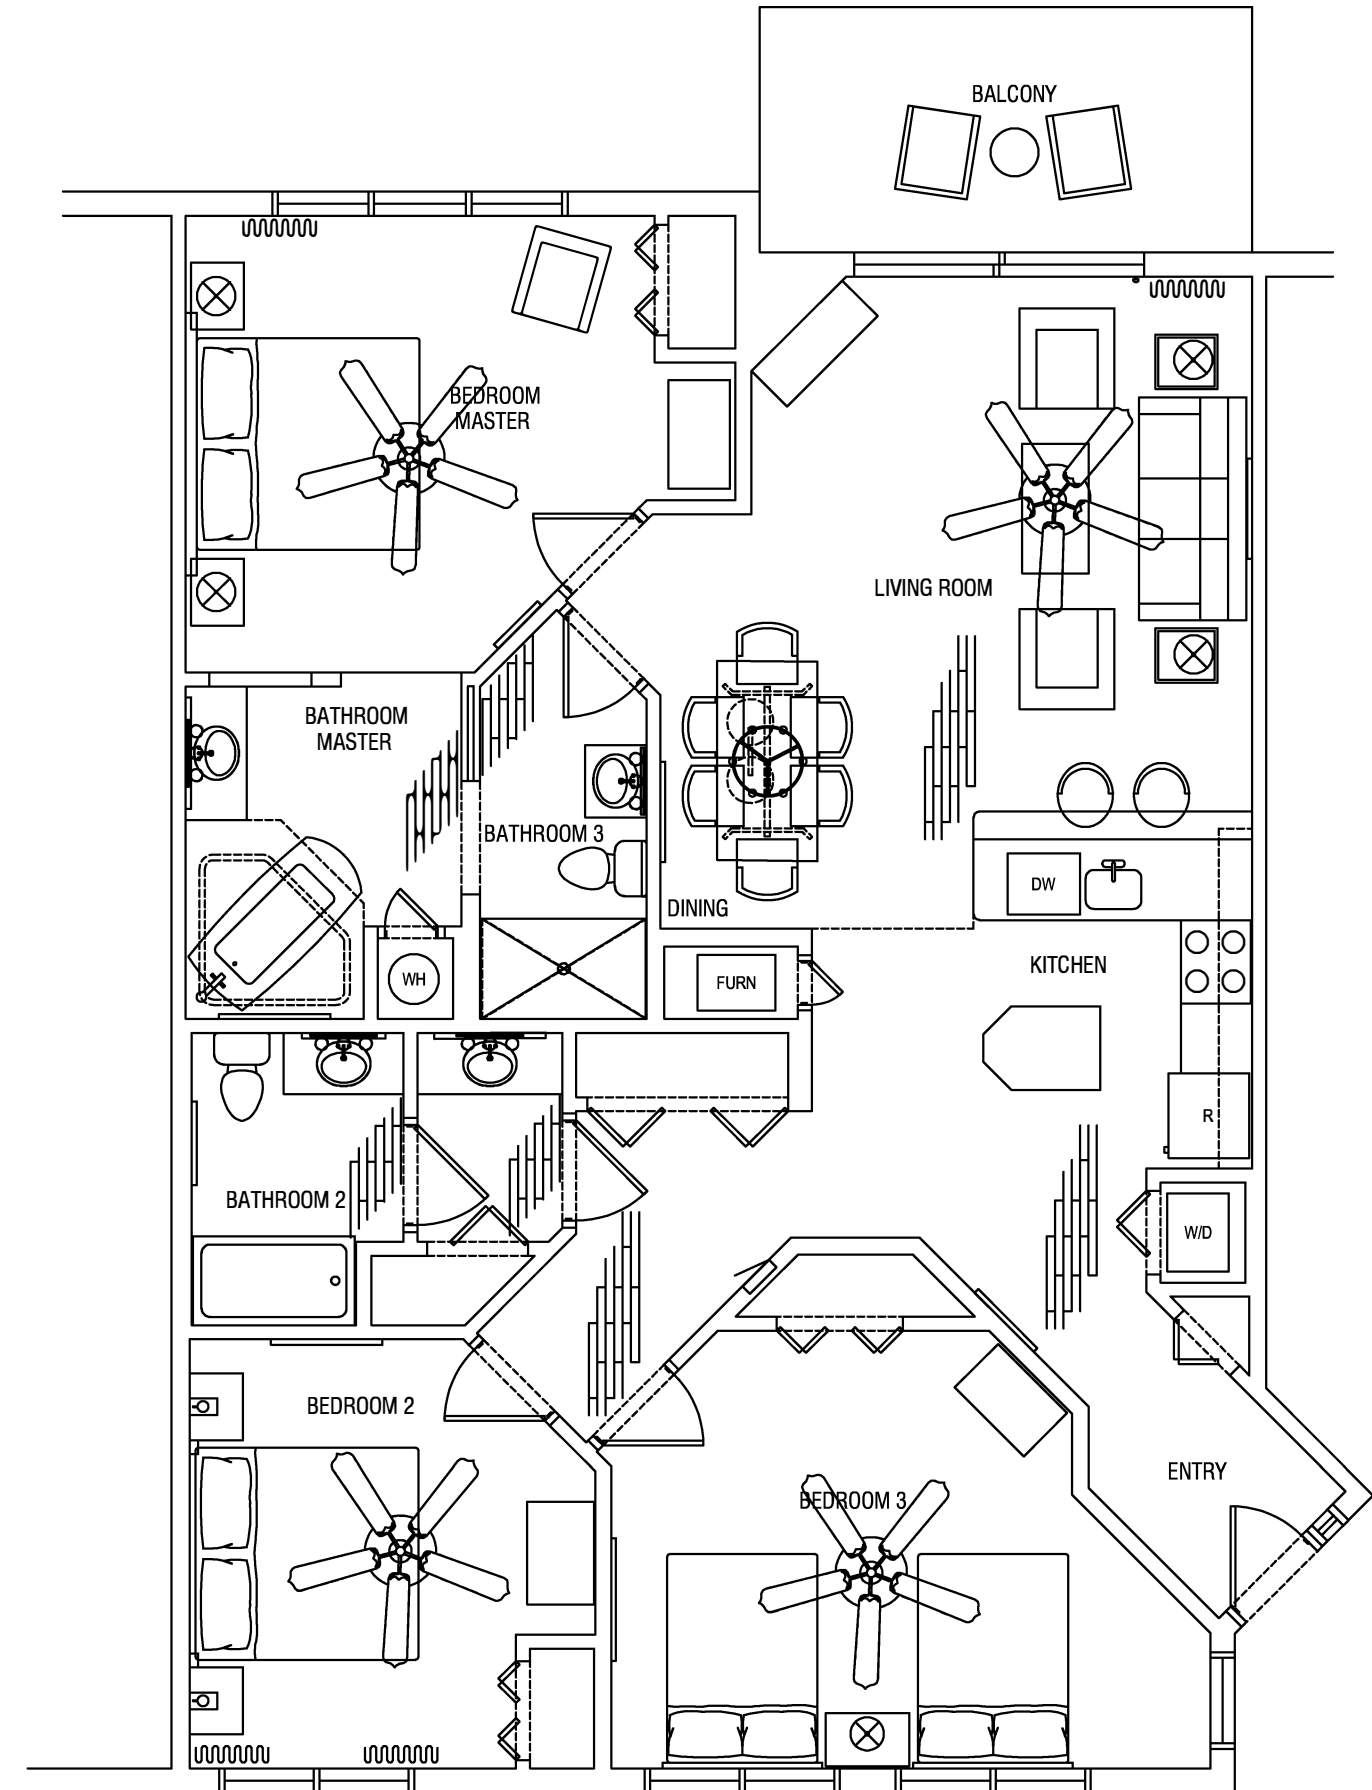 BALCONY
BEDROOM
MASTER
LIVING ROOM
BATHROOM
MASTER
BATHROOM 3
DW
DINING
KITCHEN
WH
FURN
R
BATHROOM 2
W/D
BEDROOM 2
ENTRY
BEDROOM 3